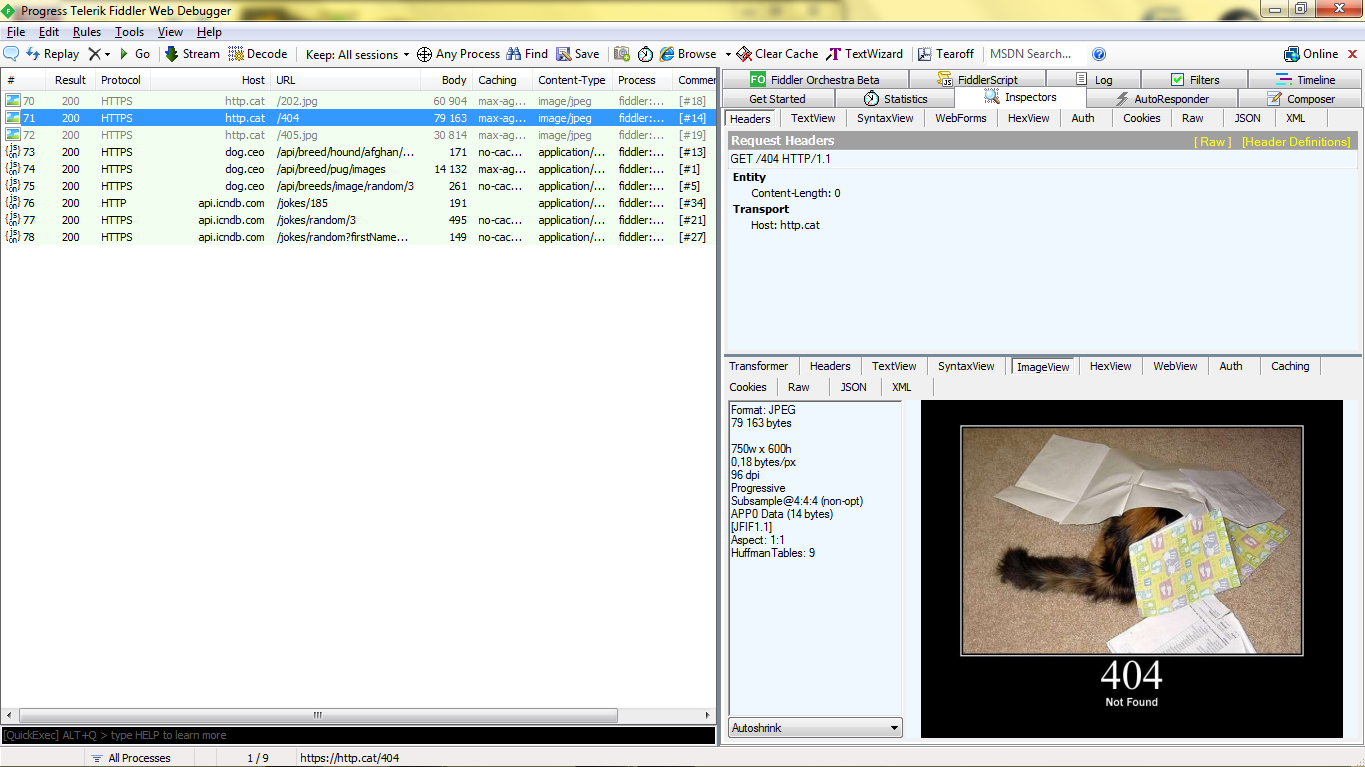 Progress Telerik Fiddler Web Debugger
File Edit Rules Tools View Help
Replay Go Stream Decode Keep: All sessions Any Process Find Save Browse Clear Cache TextWizard Tearoff MSDN Search... Online
# Result Protocol Host URL Body Caching Content-Type Process Commer
70 200 HTTPS http.cat /202.jpg 60 904 max-ag... image/jpeg fiddler:... [#18]
71 200 HTTPS http.cat /404 79 163 max-ag... image/jpeg fiddler:... [#14]
72 200 HTTPS http.cat /405.jpg 30 814 max-ag... image/jpeg fiddler:... [#19]
73 200 HTTPS dog.ceo /api/breed/hound/afghan/... 171 no-cac... application/... fiddler:... [#13]
74 200 HTTPS dog.ceo /api/breed/pug/images 14 132 max-ag... application/... fiddler:... [#1]
75 200 HTTPS dog.ceo /api/breeds/image/random/3 261 no-cac... application/... fiddler:... [#5]
76 200 HTTP api.icndb.com /jokes/185 191 application/... fiddler:... [#34]
77 200 HTTPS api.icndb.com /jokes/random/3 495 no-cac... application/... fiddler:... [#21]
78 200 HTTPS api.icndb.com /jokes/random?firstName... 149 no-cac... application/... fiddler:... [#27]
[QuickExec] ALT+Q > type HELP to learn more
FO Fiddler Orchestra Beta FiddlerScript Log Filters Timeline
Get Started Statistics Inspectors AutoResponder Composer
Headers TextView SyntaxView WebForms HexView Auth Cookies Raw JSON XML
Request Headers [ Raw ] [Header Definitions]
GET /404 HTTP/1.1
Entity
Content-Length: 0
Transport
Host: http.cat
Transformer Headers TextView SyntaxView ImageView HexView WebView Auth Caching
Cookies Raw JSON XML
Format: JPEG
79 163 bytes
750w x 600h
0,18 bytes/px
96 dpi
Progressive
Subsample@4:4:4 (non-opt)
APP0 Data (14 bytes)
[JFIF1.1]
Aspect: 1:1
HuffmanTables: 9
Autoshrink
404
Not Found
All Processes 1 / 9 https://http.cat/404